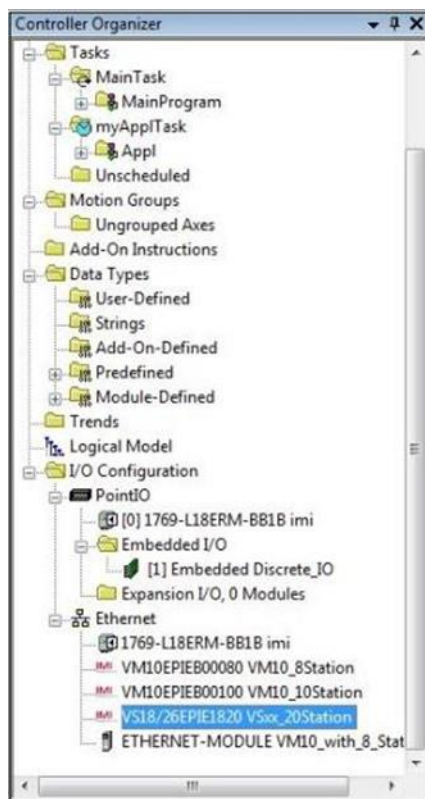 Controller Organizer
Tasks
MainTask
MainProgram
myApplTask
Appl
Unscheduled
Motion Groups
Ungrouped Axes
Add-On Instructions
Data Types
User-Defined
Strings
Add-On-Defined
Predefined
Module-Defined
Trends
Logical Model
I/O Configuration
PointIO
[0] 1769-L18ERM-BB1B imi
Embedded I/O
[1] Embedded Discrete_IO
Expansion I/O, 0 Modules
Ethernet
1769-L18ERM-BB1B imi
IMI VM10EPIEB00080 VM10_8Station
IMI VM10EPIEB00100 VM10_10Station
IMI VS18/26EPIE1820 VSxx_20Station
ETHERNET-MODULE VM10_with_8_Stat